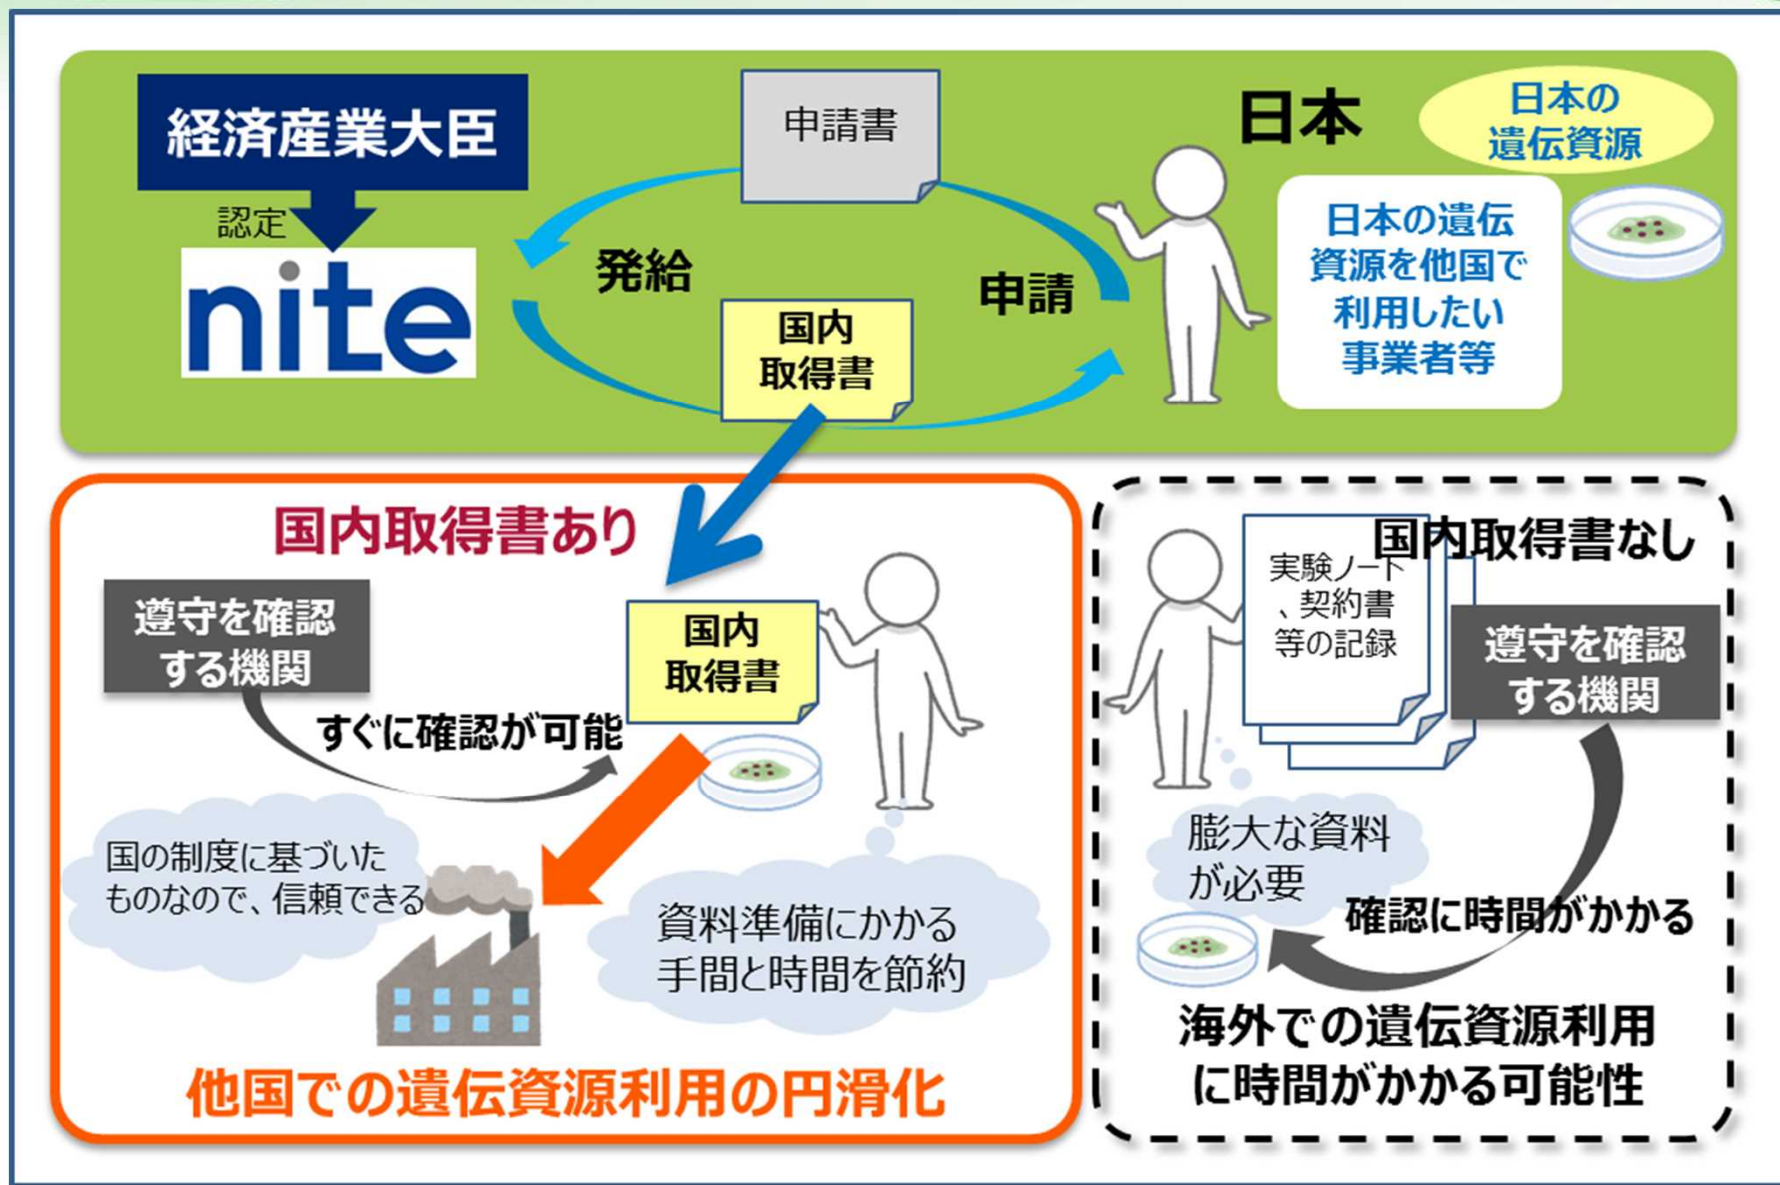 経済産業大臣
認定
nite
申請書
発給
申請
国内
取得書
日本
日本の
遺伝資源
日本の遺伝
資源を他国で
利用したい
事業者等
国内取得書あり
遵守を確認
する機関
すぐに確認が可能
国内
取得書
国の制度に基づいた
ものなので、信頼できる
資料準備にかかる
手間と時間を節約
他国での遺伝資源利用の円滑化
国内取得書なし
実験ノート
、契約書
等の記録
遵守を確認
する機関
膨大な資料
が必要
確認に時間がかかる
海外での遺伝資源利用
に時間がかかる可能性